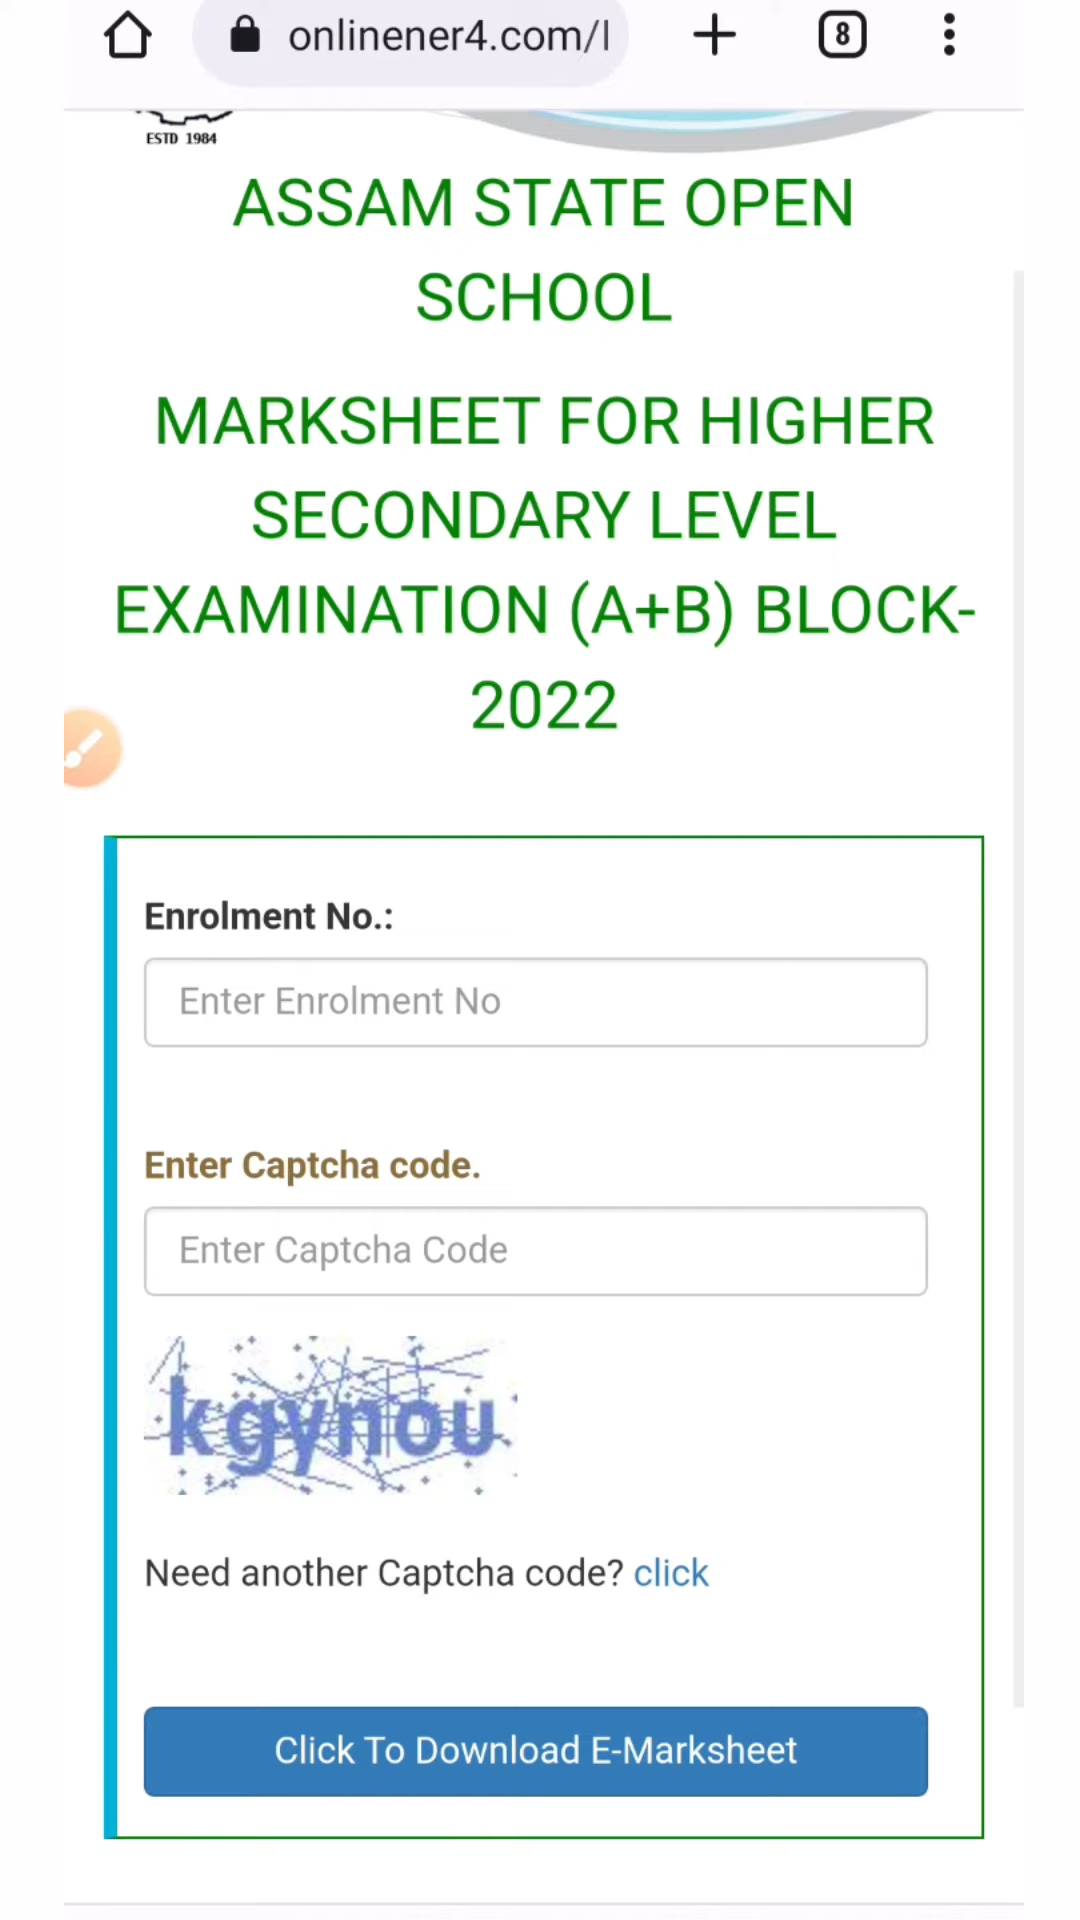 onlinener4.com/l
8
ESTD 1984
ASSAM STATE OPEN
SCHOOL
MARKSHEET FOR HIGHER
SECONDARY LEVEL
EXAMINATION (A+B) BLOCK-
2022
Enrolment No.:
Enter Enrolment No
Enter Captcha code.
Enter Captcha Code
kgynou
Need another Captcha code? click
Click To Download E-Marksheet